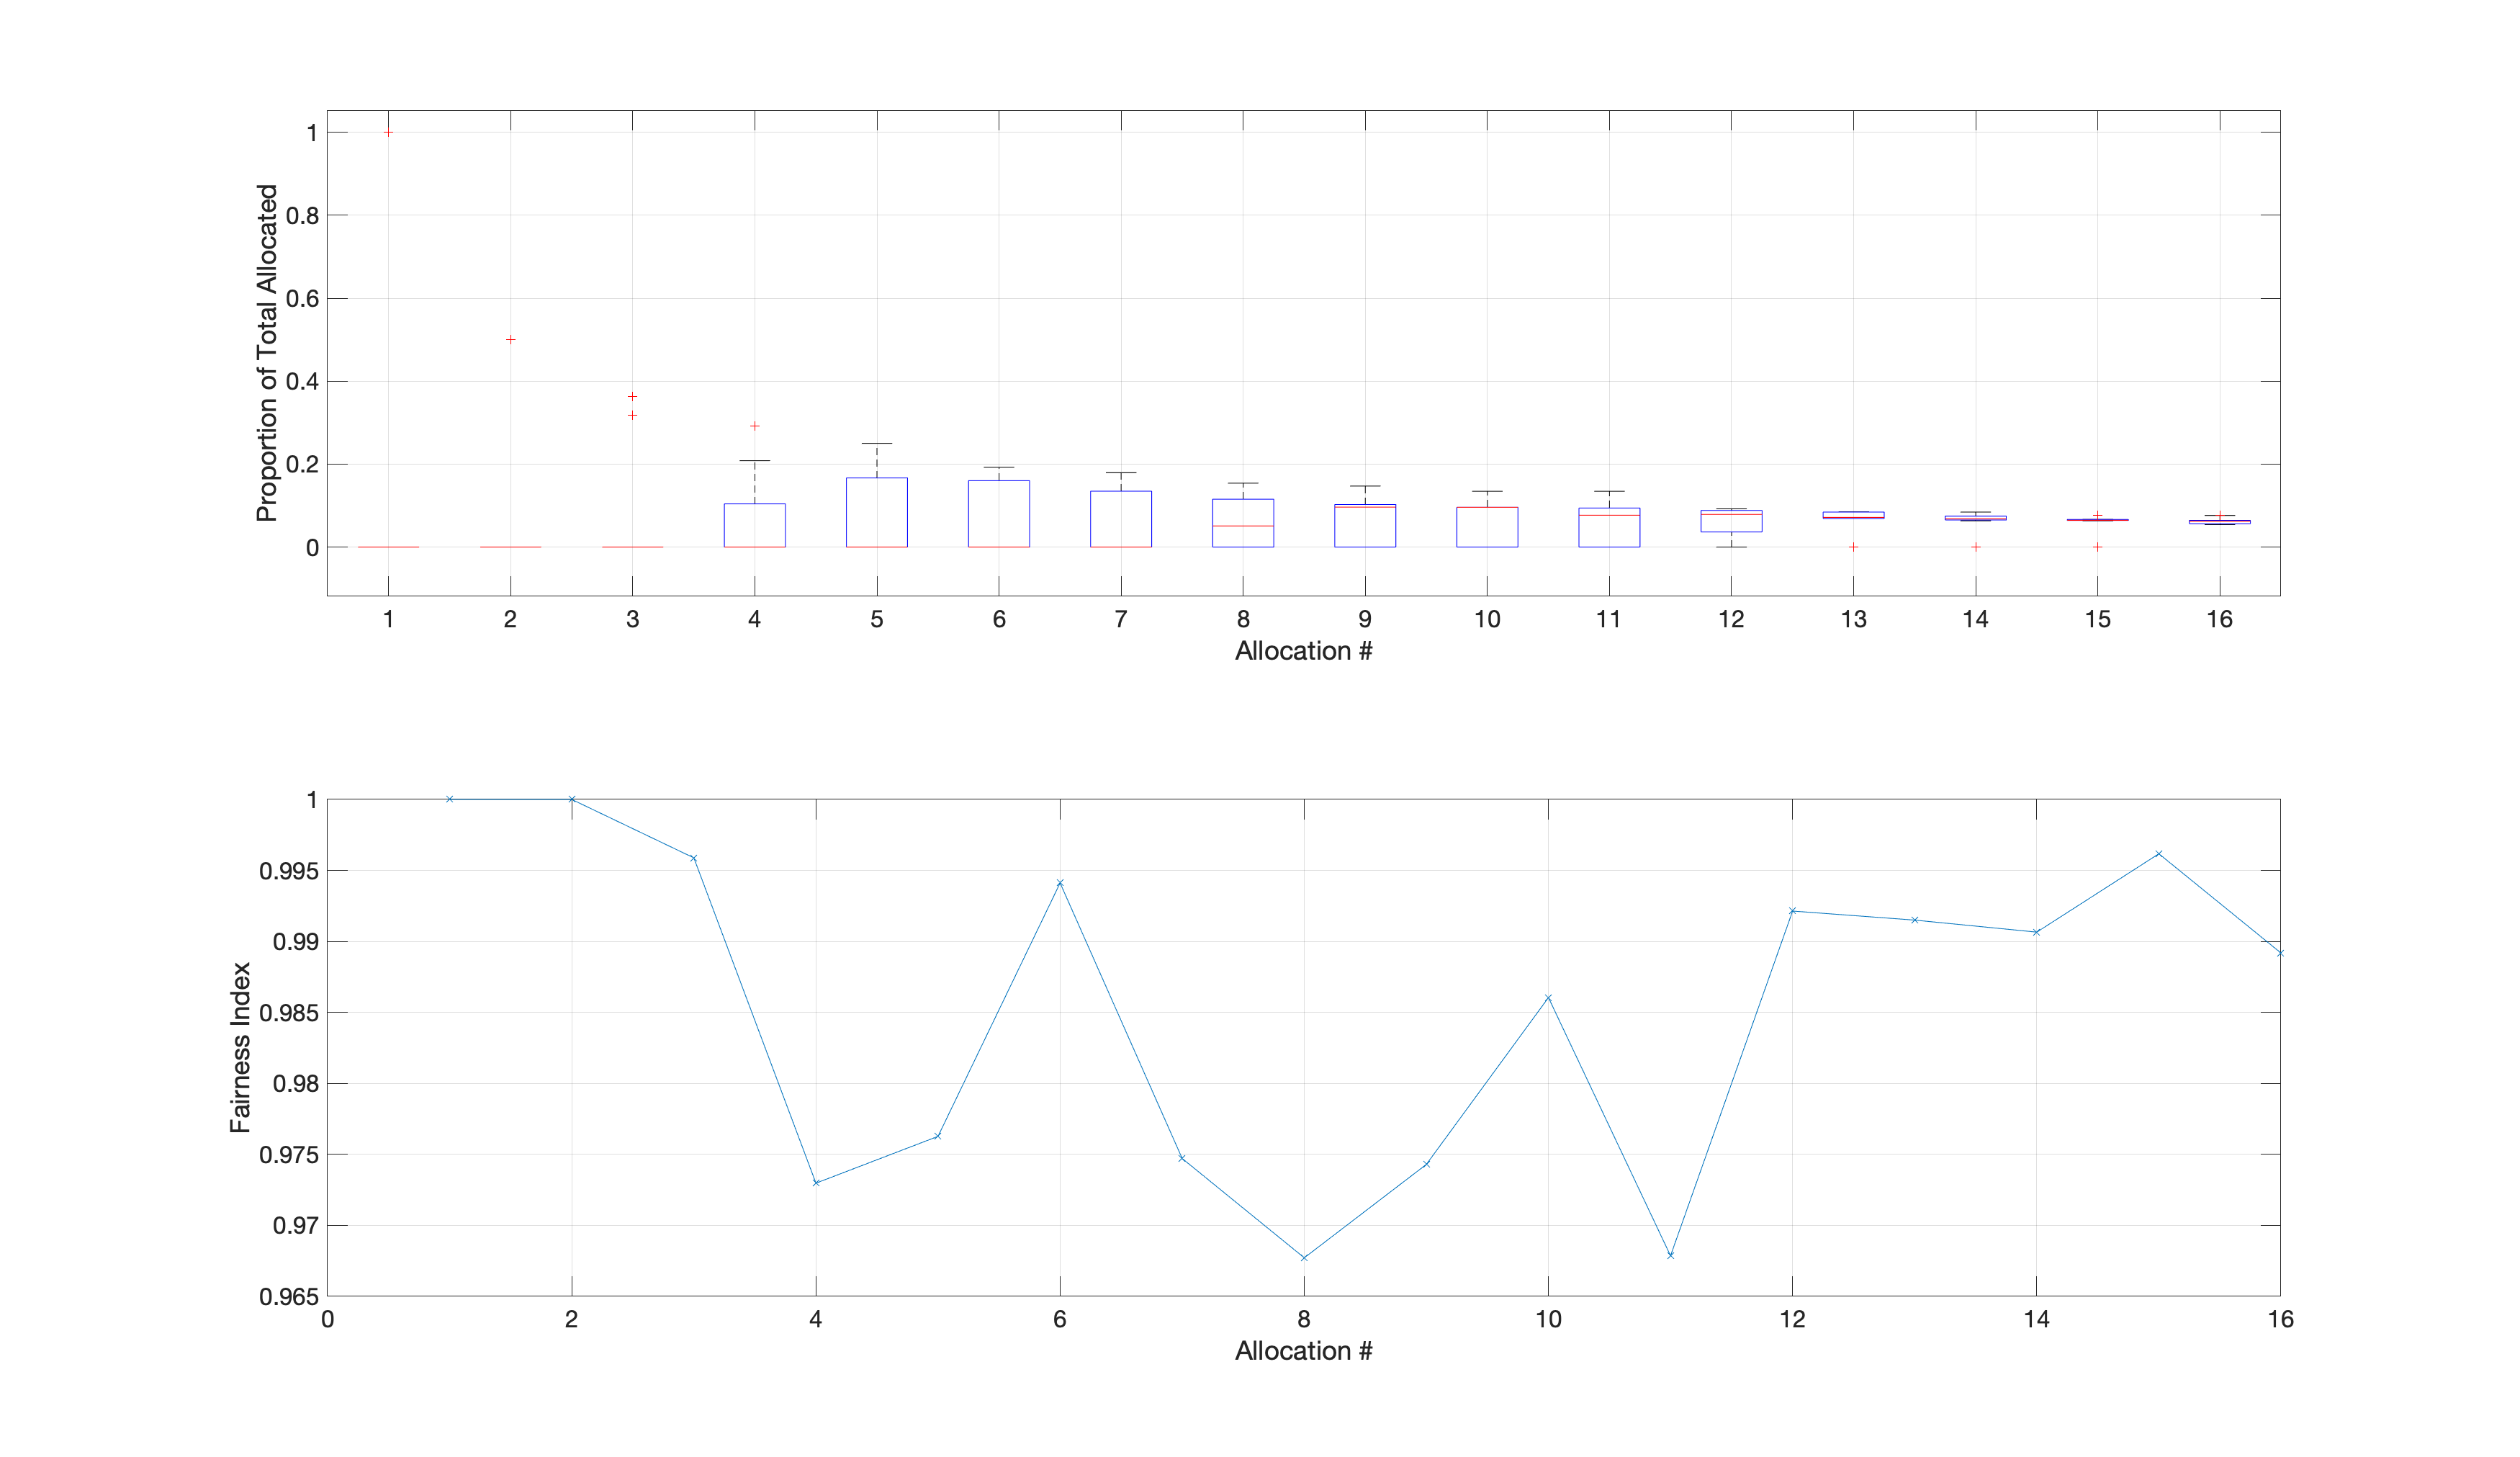 Proportion of Total Allocated
1
0.8
0.6
0.4
0.2
0
1 2 3 4 5 6 7 8 9 10 11 12 13 14 15 16
Allocation #
Fairness Index
1
0.995
0.99
0.985
0.98
0.975
0.97
0.965
0 2 4 6 8 10 12 14 16
Allocation #